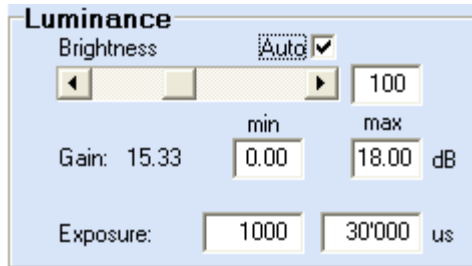 Luminance
Brightness Auto
100
min max
Gain: 15.33 0.00 18.00 dB
Exposure: 1000 30'000 us